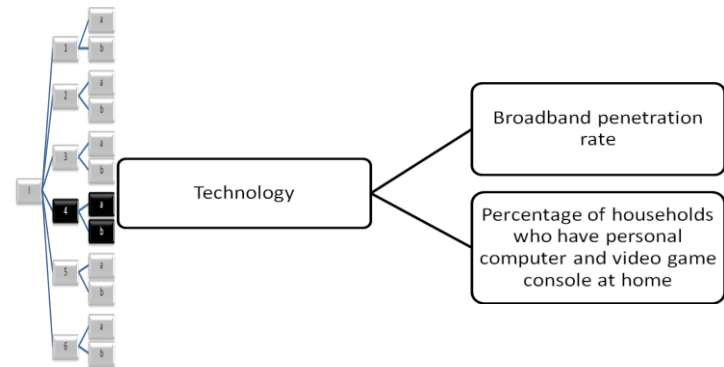 a
1
b
a
2
b
a
3
b
4
a
b
a
5
b
a
6
b
Technology
Broadband penetration
rate
Percentage of households
who have personal
computer and video game
console at home